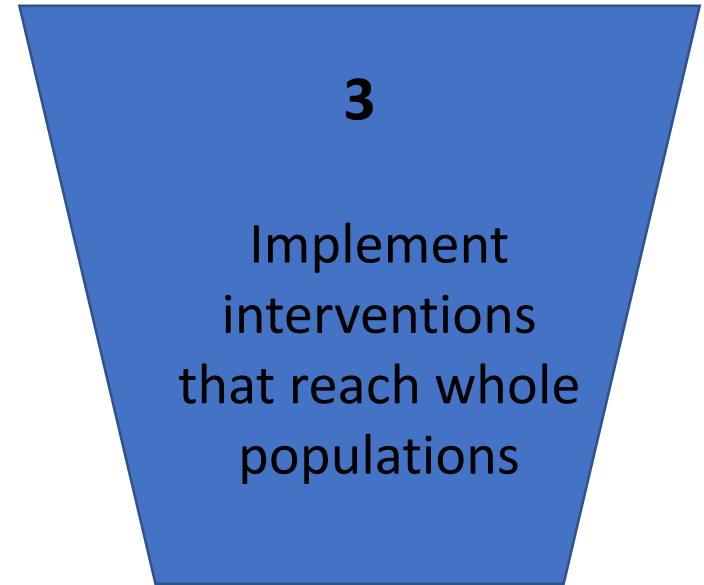 3
Implement
interventions
that reach whole
populations